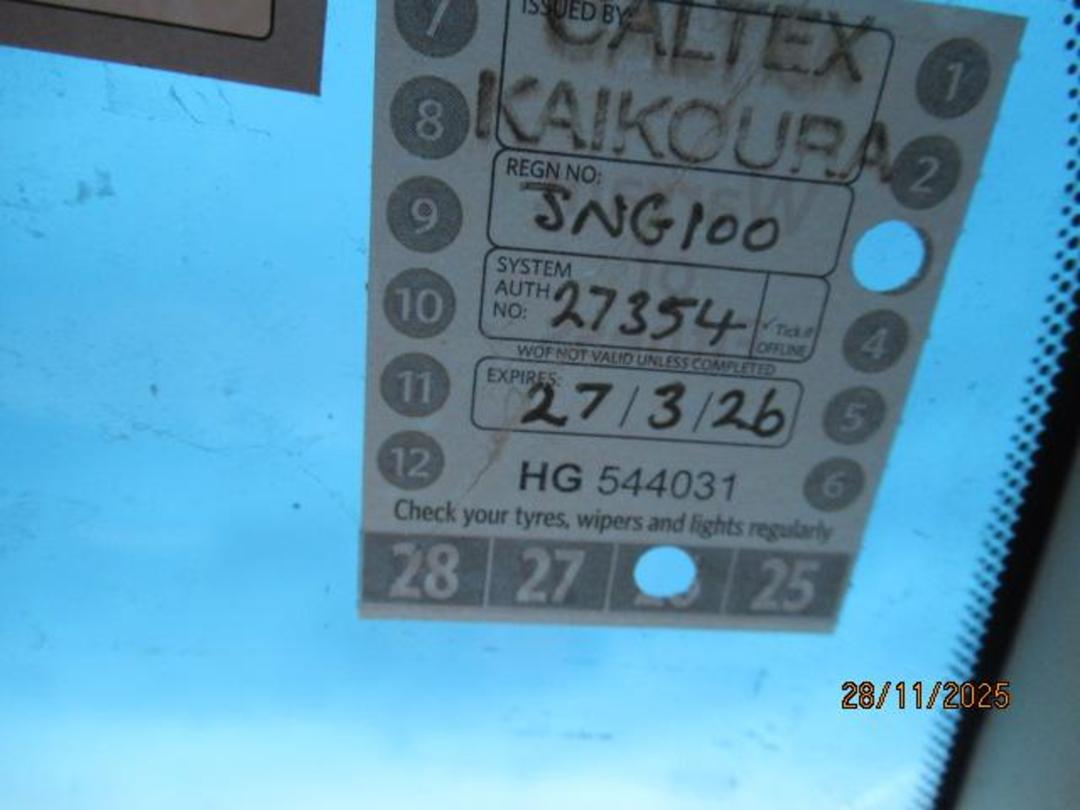 ISSUED BY:
CALTEX
KAIKOURA
7
8
9
10
11
12
1
2
4
5
6
REGN NO:
JNG100
SYSTEM
AUTH
NO:
27354
✓ Tick if
OFFLINE
WOF NOT VALID UNLESS COMPLETED
EXPIRES:
27/3/26
HG 544031
Check your tyres, wipers and lights regularly
28 27 25
28/11/2025